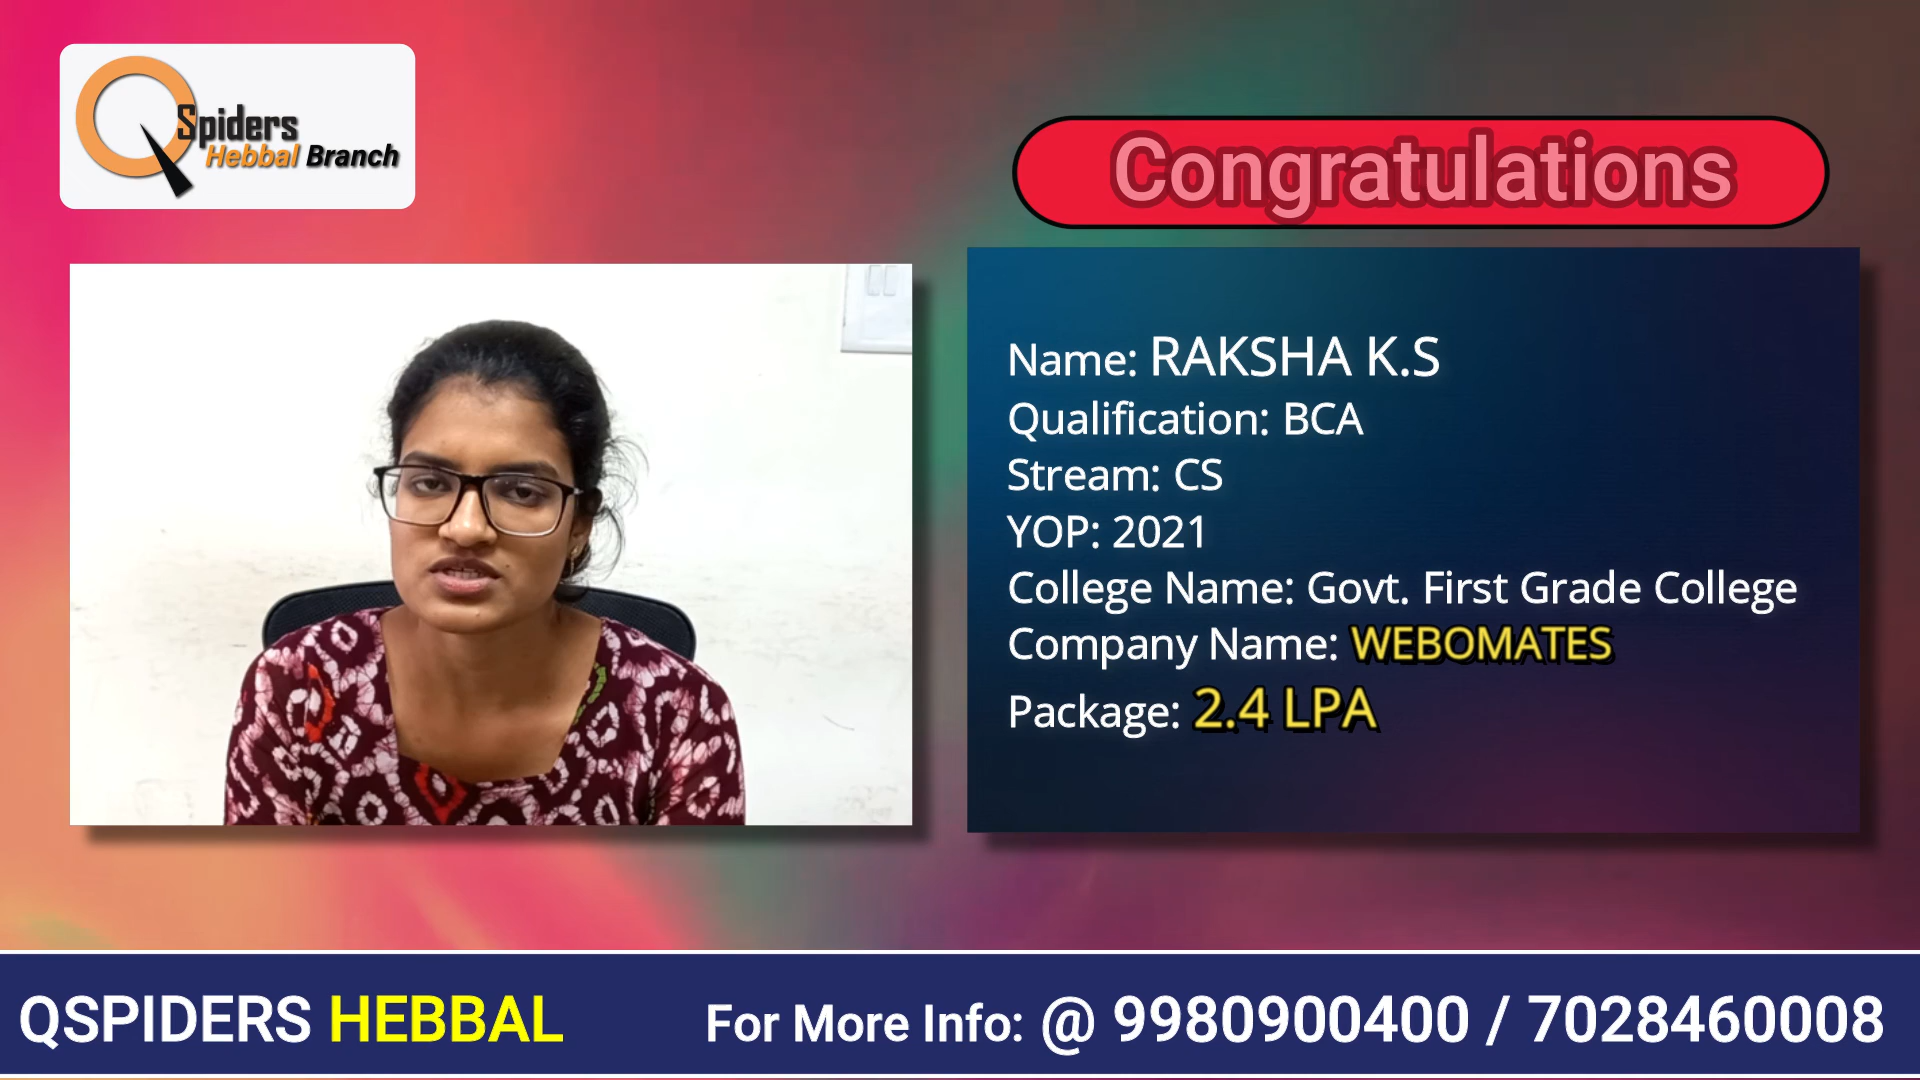 QSpiders
Hebbal Branch
Congratulations
Name: RAKSHA K.S
Qualification: BCA
Stream: CS
YOP: 2021
College Name: Govt. First Grade College
Company Name: WEBOMATES
Package: 2.4 LPA
QSPIDERS HEBBAL
For More Info: @ 9980900400 / 7028460008